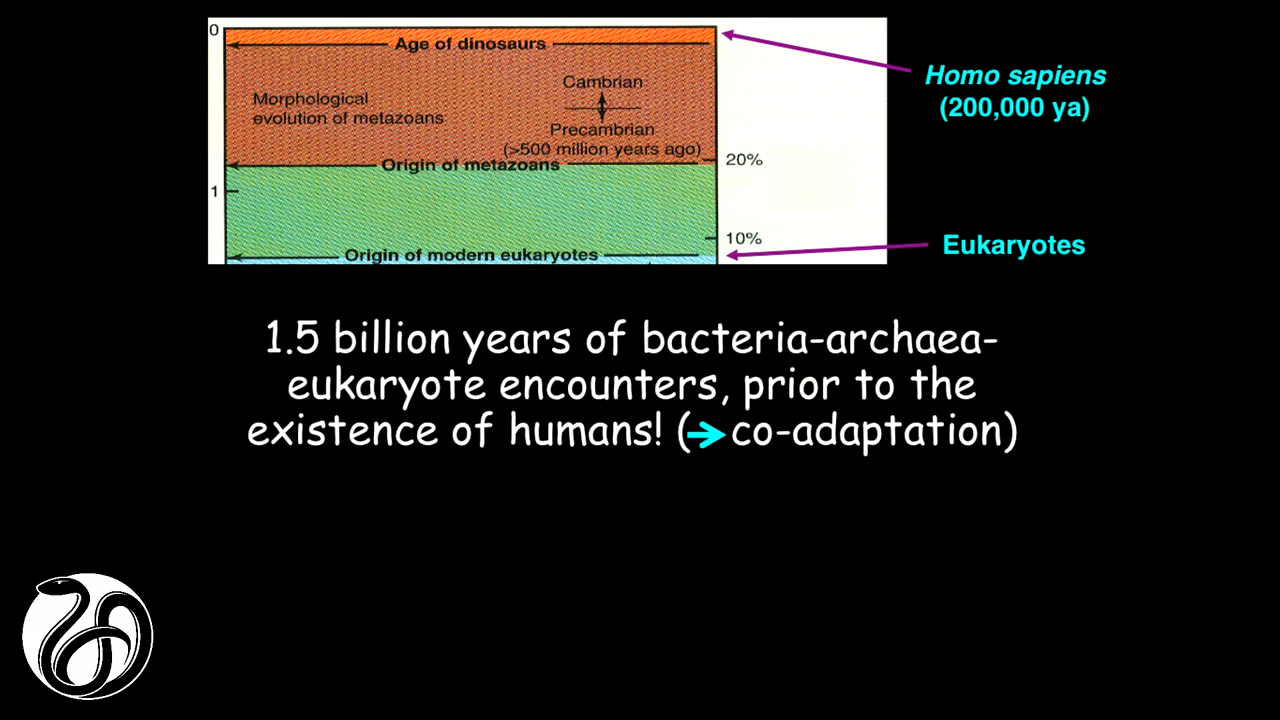 0
Age of dinosaurs
Homo sapiens
(200,000 ya)
Cambrian
Morphological
evolution of metazoans
Precambrian
(>500 million years ago)
Origin of metazoans
20%
1
10%
Origin of modern eukaryotes
Eukaryotes
1.5 billion years of bacteria-archaea-
eukaryote encounters, prior to the
existence of humans! (➔ co-adaptation)